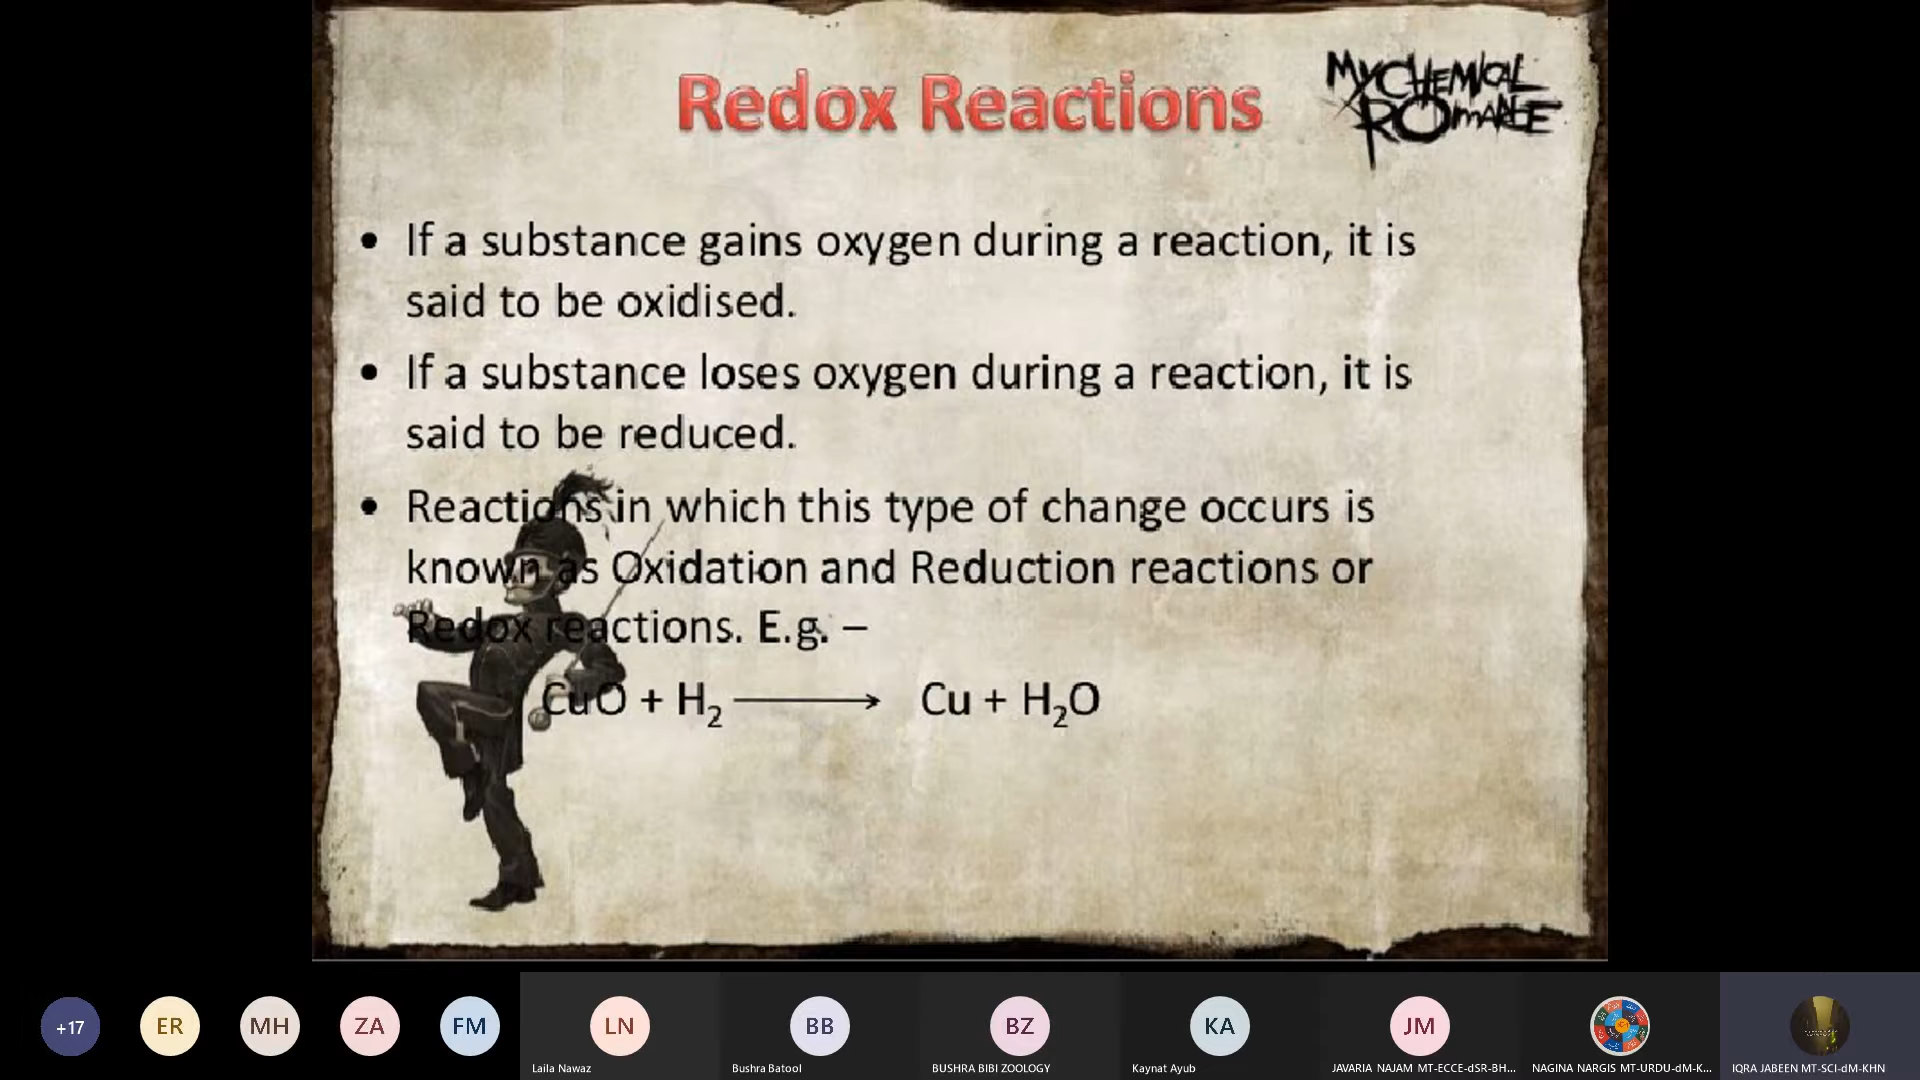 Redox Reactions
MY CHEMICAL
ROMANCE
• If a substance gains oxygen during a reaction, it is
said to be oxidised.
• If a substance loses oxygen during a reaction, it is
said to be reduced.
• Reactions in which this type of change occurs is
known as Oxidation and Reduction reactions or
Redox reactions. E.g. –
CuO + H₂ ⟶ Cu + H₂O
+17
ER
MH
ZA
FM
LN
BB
BZ
KA
JM
Laila Nawaz
Bushra Batool
BUSHRA BIBI ZOOLOGY
Kaynat Ayub
JAVARIA NAJAM MT-ECCE-dSR-BH...
NAGINA NARGIS MT-URDU-dM-K...
IQRA JABEEN MT-SCI-dM-KHN